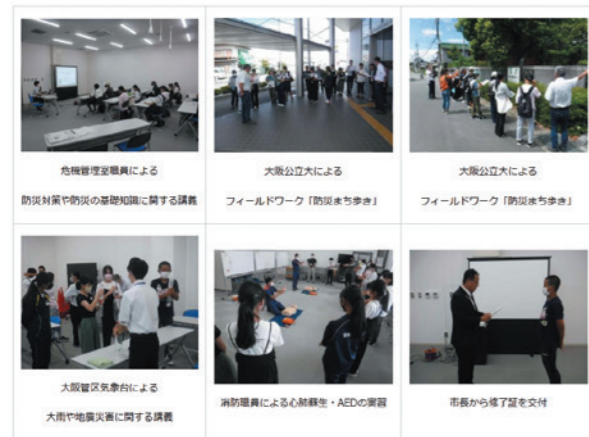 危機管理室職員による
防災対策や防災の基礎知識に関する講義
大阪公立大による
フィールドワーク「防災まち歩き」
大阪公立大による
フィールドワーク「防災まち歩き」
大阪管区気象台による
大雨や地震災害に関する講義
消防職員による心肺蘇生・AEDの実習
市長から修了証を交付